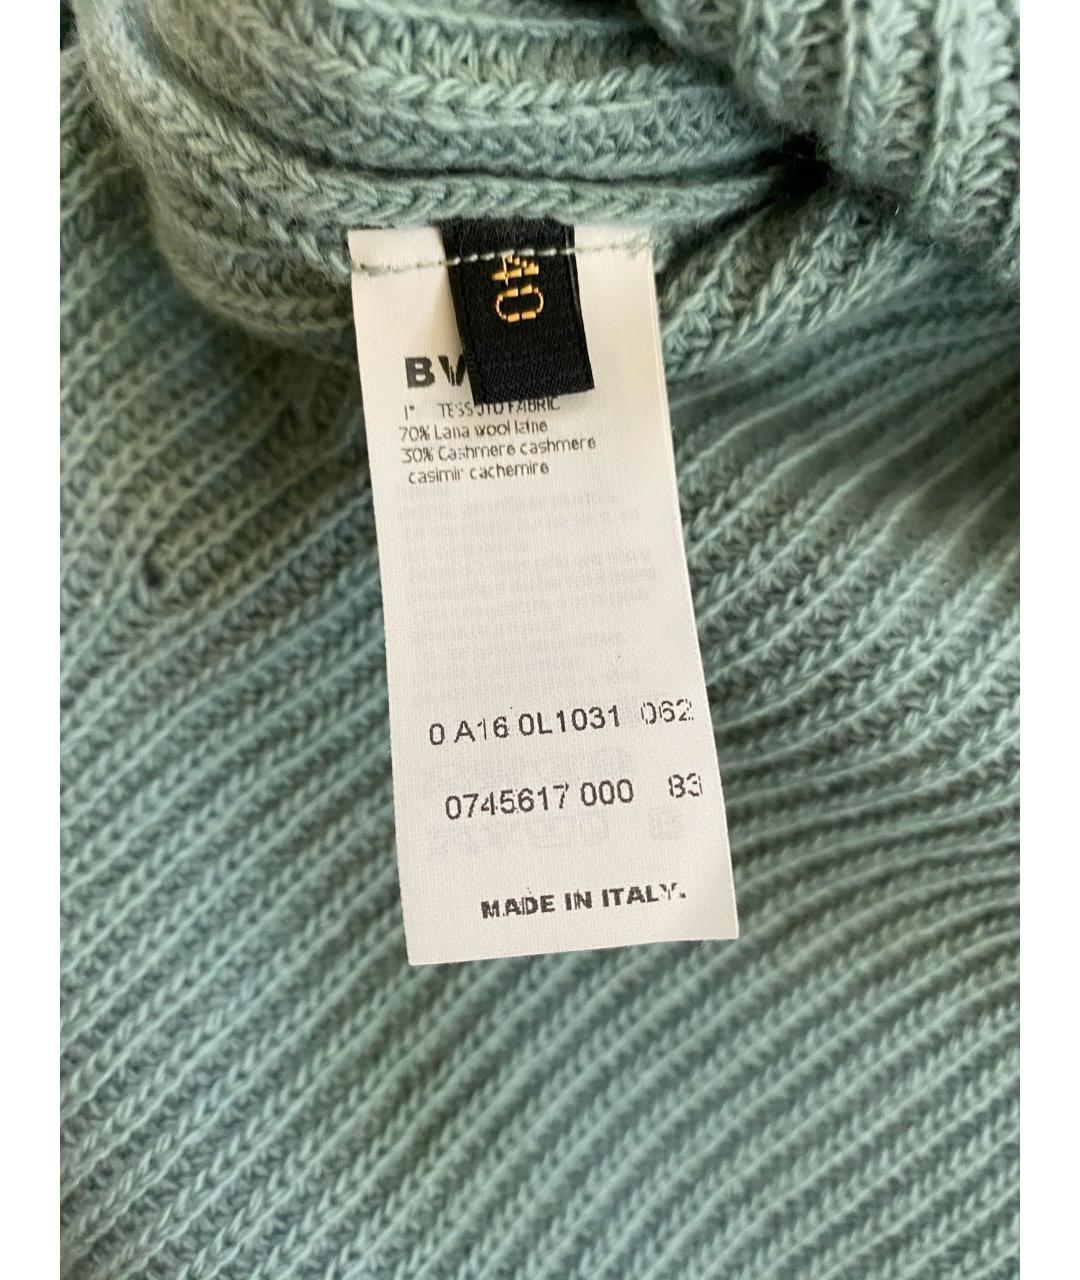 40
BV
1° TESSUTO FABRIC
70% Lana wool laine
30% Cashmere cashmere
casimir cachemire
0 A16 0L1031 062
0745617 000 83
MADE IN ITALY.